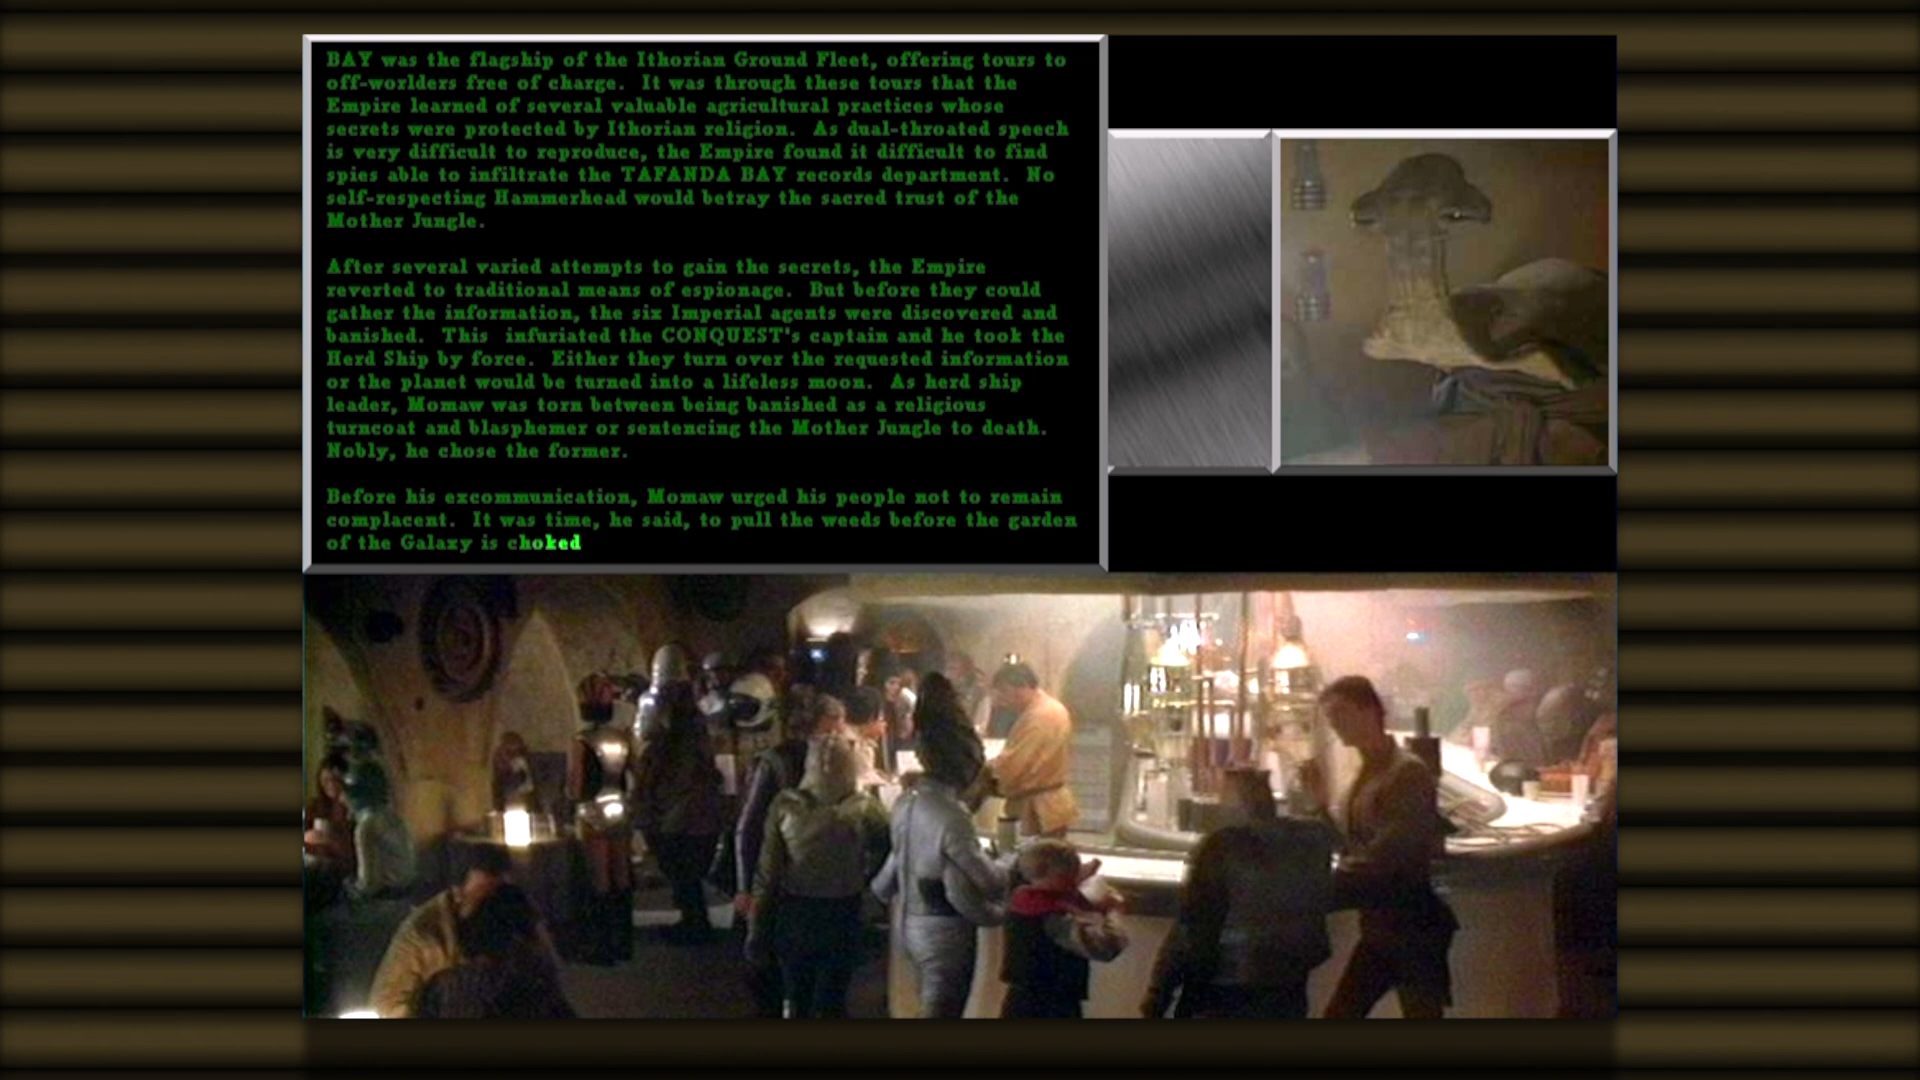 BAY was the flagship of the Ithorian Ground Fleet, offering tours to
off-worlders free of charge.  It was through these tours that the
Empire learned of several valuable agricultural practices whose
secrets were protected by Ithorian religion.  As dual-throated speech
is very difficult to reproduce, the Empire found it difficult to find
spies able to infiltrate the TAFANDA BAY records department.  No
self-respecting Hammerhead would betray the sacred trust of the
Mother Jungle.
After several varied attempts to gain the secrets, the Empire
reverted to traditional means of espionage.  But before they could
gather the information, the six Imperial agents were discovered and
banished.  This  infuriated the CONQUEST's captain and he took the
Herd Ship by force.  Either they turn over the requested information
or the planet would be turned into a lifeless moon.  As herd ship
leader, Momaw was torn between being banished as a religious
turncoat and blasphemer or sentencing the Mother Jungle to death.
Nobly, he chose the former.
Before his excommunication, Momaw urged his people not to remain
complacent.  It was time, he said, to pull the weeds before the garden
of the Galaxy is choked